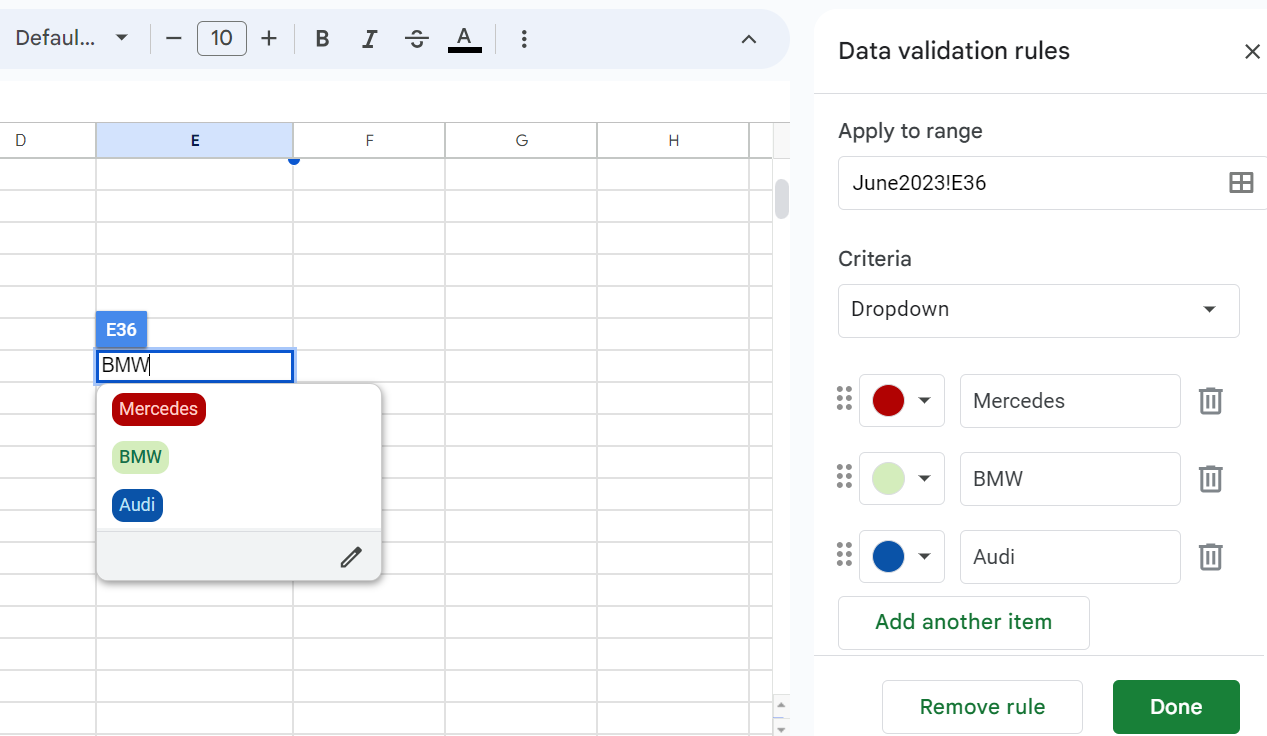 Defaul...
10
B I S A
D E F G H
E36
BMW
Mercedes
BMW
Audi
Data validation rules
Apply to range
June2023!E36
Criteria
Dropdown
Mercedes
BMW
Audi
Add another item
Remove rule
Done